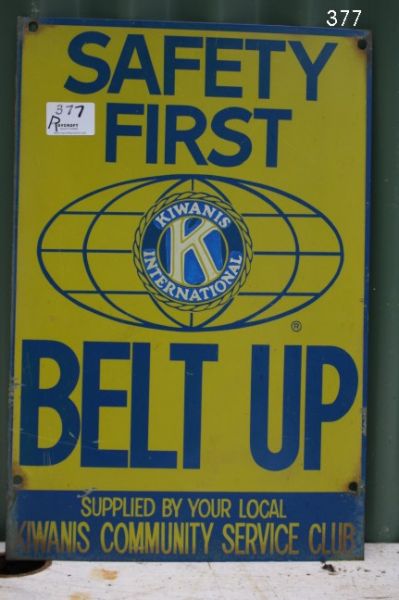 377
SAFETY
FIRST
377
KIWANIS
K
INTERNATIONAL
®
BELT UP
SUPPLIED BY YOUR LOCAL
KIWANIS COMMUNITY SERVICE CLUB